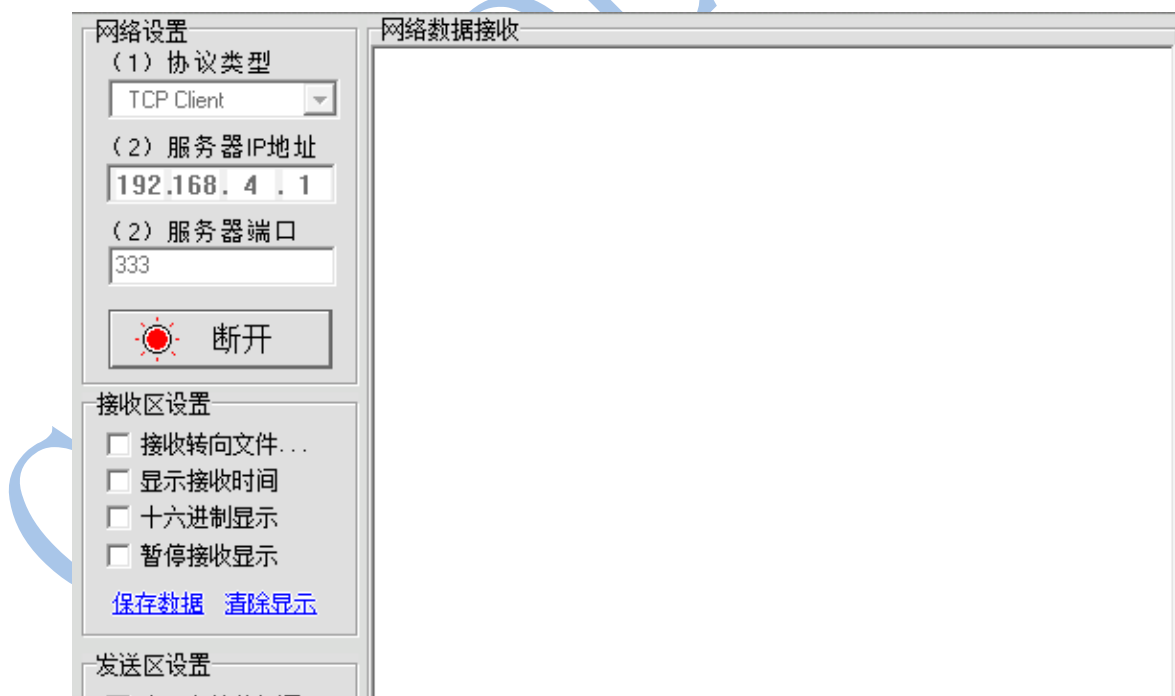 网络设置
(1) 协议类型
TCP Client
(2) 服务器IP地址
192.168. 4 . 1
(2) 服务器端口
333
断开
接收区设置
接收转向文件...
显示接收时间
十六进制显示
暂停接收显示
保存数据 清除显示
发送区设置
网络数据接收